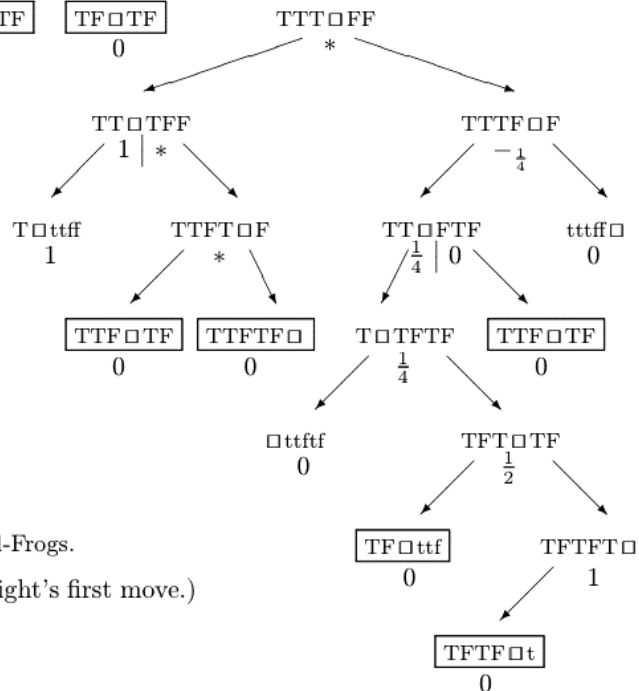 TF TF□TF TTT□FF
0 *
TT□TFF TTTF□F
1 | * −1/4
T□ttff TTFT□F TT□FTF tttff□
1 * 1/4 | 0 0
TTF□TF TTFTF□ T□TFTF TTF□TF
0 0 1/4 0
□ttftf TFT□TF
0 1/2
l-Frogs. TF□ttf TFTFT□
ight's first move.) 0 1
TFTF□t
0